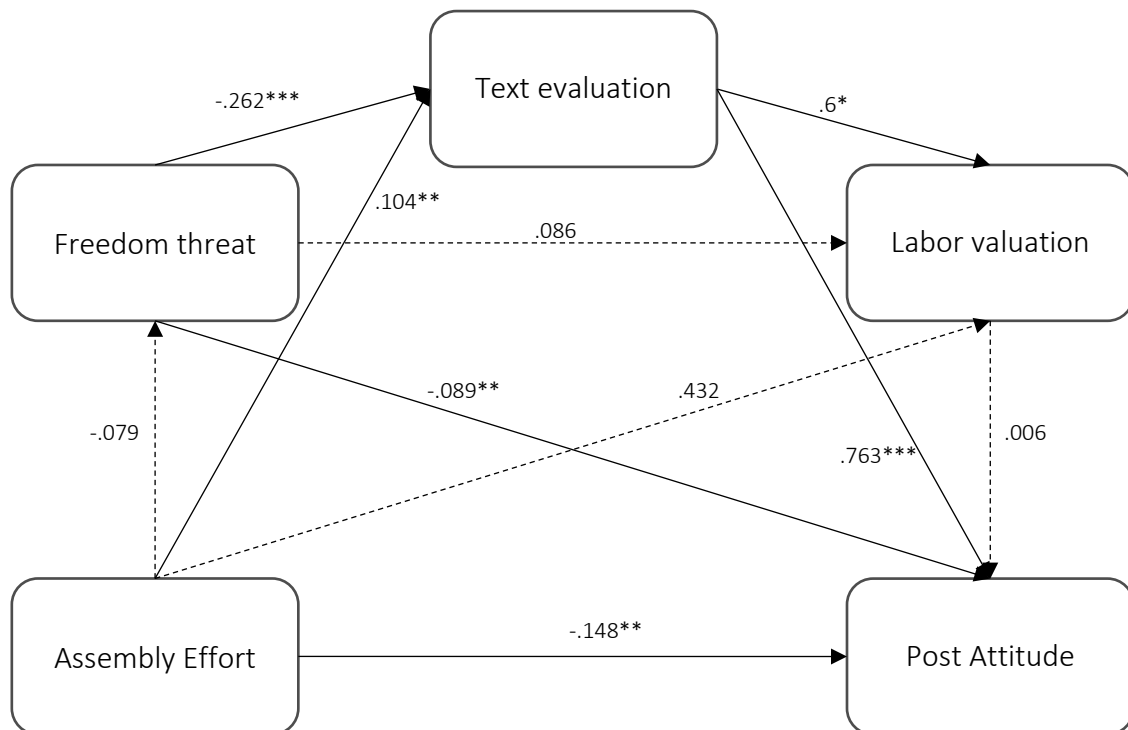 Text evaluation
-.262***
.6*
.104**
Freedom threat
.086
Labor valuation
-.089**
.432
-.079
.763***
.006
-.148**
Assembly Effort
Post Attitude